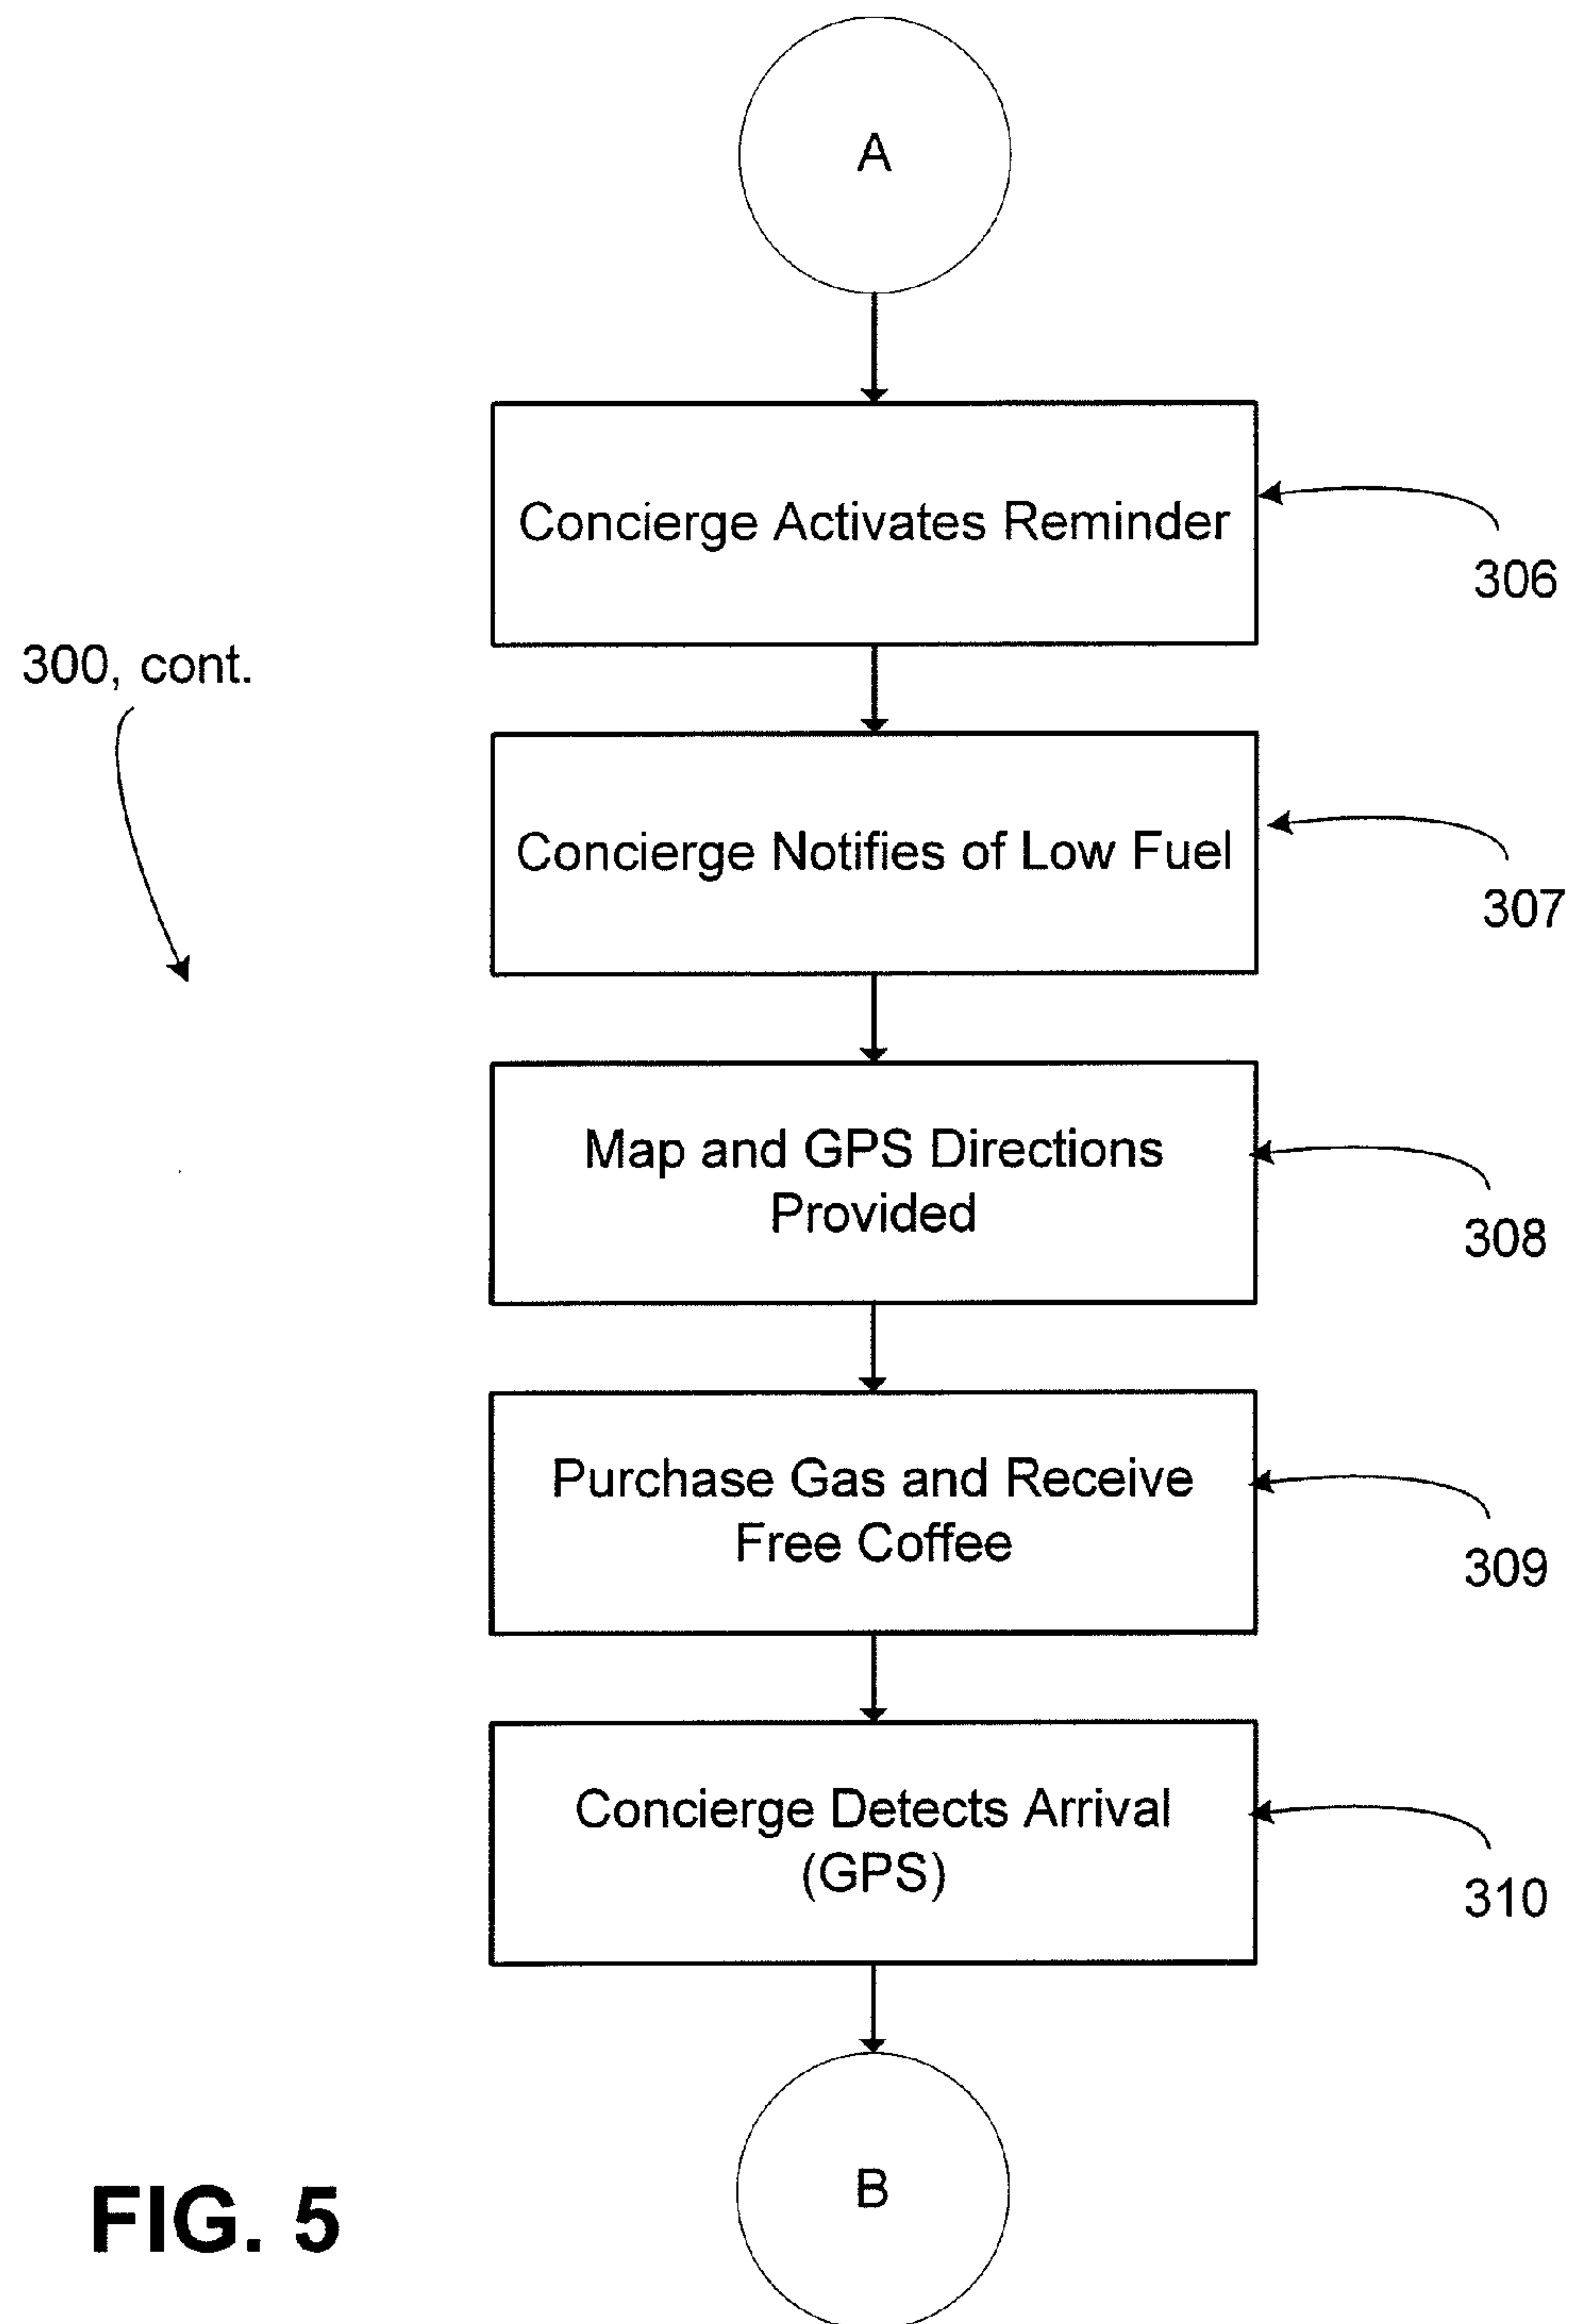 A
Concierge Activates Reminder
306
300, cont.
Concierge Notifies of Low Fuel
307
Map and GPS Directions
Provided
308
Purchase Gas and Receive
Free Coffee
309
Concierge Detects Arrival
(GPS)
310
B
FIG. 5